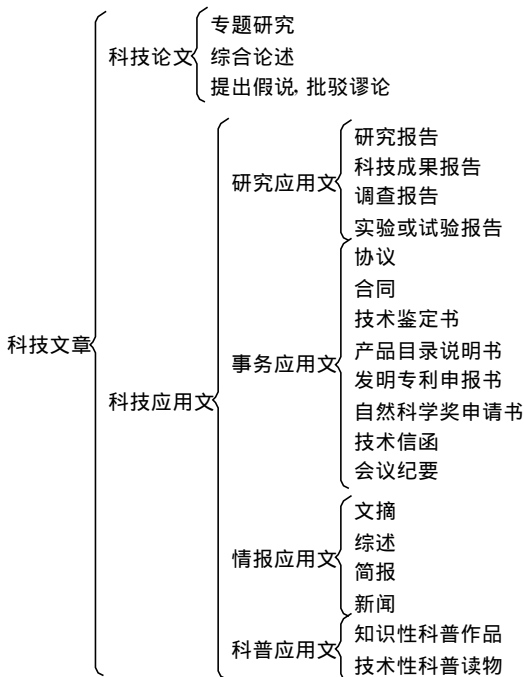 科技文章
科技论文
专题研究
综合论述
提出假说, 批驳谬论
科技应用文
研究应用文
研究报告
科技成果报告
调查报告
实验或试验报告
事务应用文
协议
合同
技术鉴定书
产品目录说明书
发明专利申报书
自然科学奖申请书
技术信函
会议纪要
情报应用文
文摘
综述
简报
新闻
科普应用文
知识性科普作品
技术性科普读物